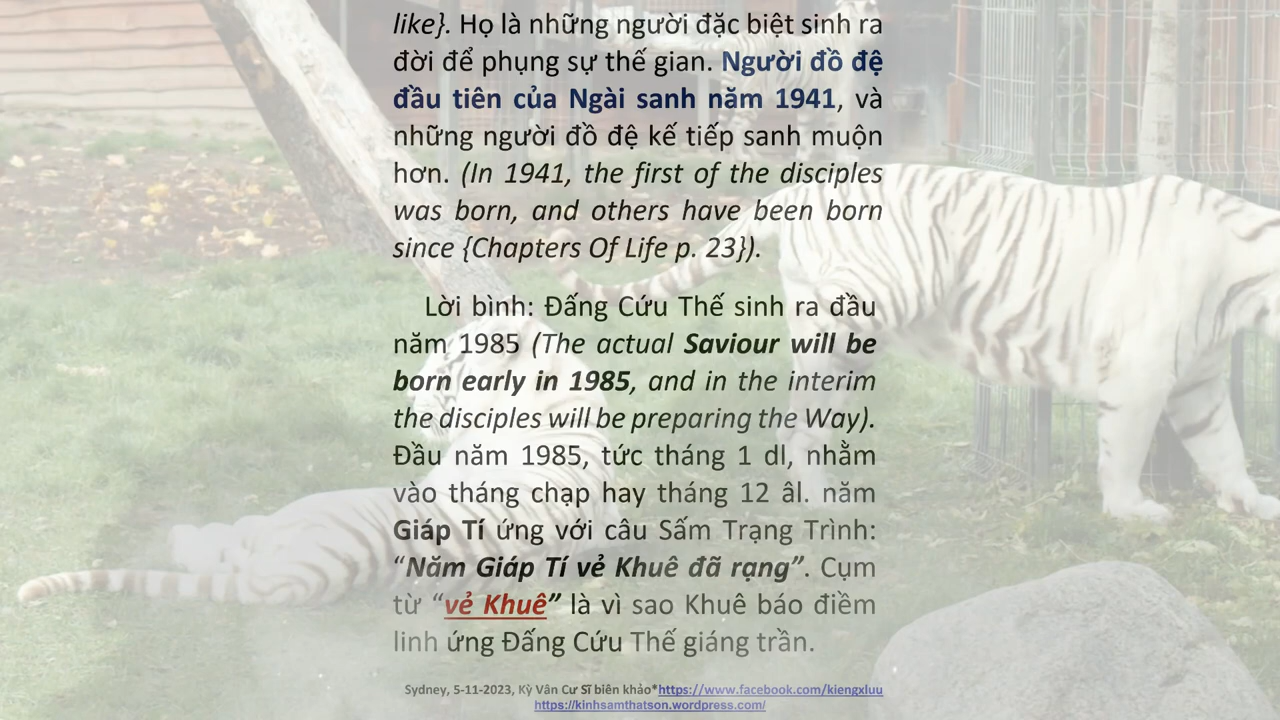 like}. Họ là những người đặc biệt sinh ra
đời để phụng sự thế gian. Người đồ đệ
đầu tiên của Ngài sanh năm 1941, và
những người đồ đệ kế tiếp sanh muộn
hơn. (In 1941, the first of the disciples
was born, and others have been born
since {Chapters Of Life p. 23}).
Lời bình: Đấng Cứu Thế sinh ra đầu
năm 1985 (The actual Saviour will be
born early in 1985, and in the interim
the disciples will be preparing the Way).
Đầu năm 1985, tức tháng 1 dl, nhằm
vào tháng chạp hay tháng 12 âl. năm
Giáp Tí ứng với câu Sấm Trạng Trình:
“Năm Giáp Tí vẻ Khuê đã rạng”. Cụm
từ “vẻ Khuê” là vì sao Khuê báo điềm
linh ứng Đấng Cứu Thế giáng trần.
Sydney, 5-11-2023, Kỳ Vân Cư Sĩ biên khảo*https://www.facebook.com/kiengxluu
https://kinhsamthatson.wordpress.com/